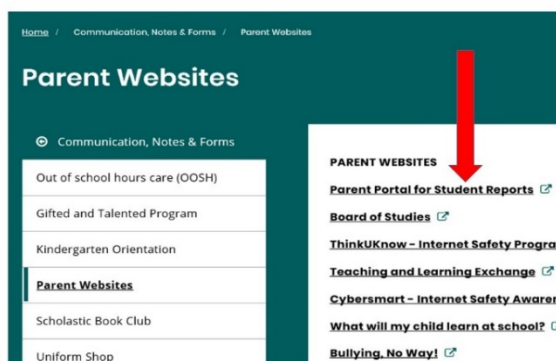 Home / Communication, Notes & Forms / Parent Websites
Parent Websites
Communication, Notes & Forms
Out of school hours care (OOSH)
Gifted and Talented Program
Kindergarten Orientation
Parent Websites
Scholastic Book Club
Uniform Shop
PARENT WEBSITES
Parent Portal for Student Reports
Board of Studies
ThinkUKnow - Internet Safety Progra
Teaching and Learning Exchange
Cybersmart - Internet Safety Awaren
What will my child learn at school?
Bullying, No Way!